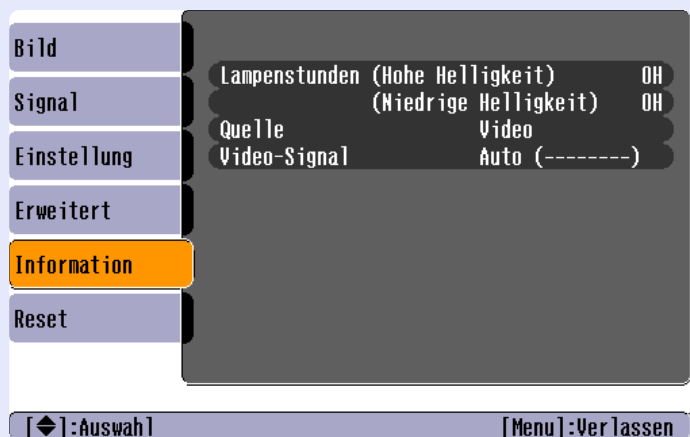 Bild
Signal
Einstellung
Erweitert
Information
Reset
Lampenstunden (Hohe Helligkeit) 0H
(Niedrige Helligkeit) 0H
Quelle Video
Video-Signal Auto (--------)
[◆]:Auswahl [Menu]:Verlassen